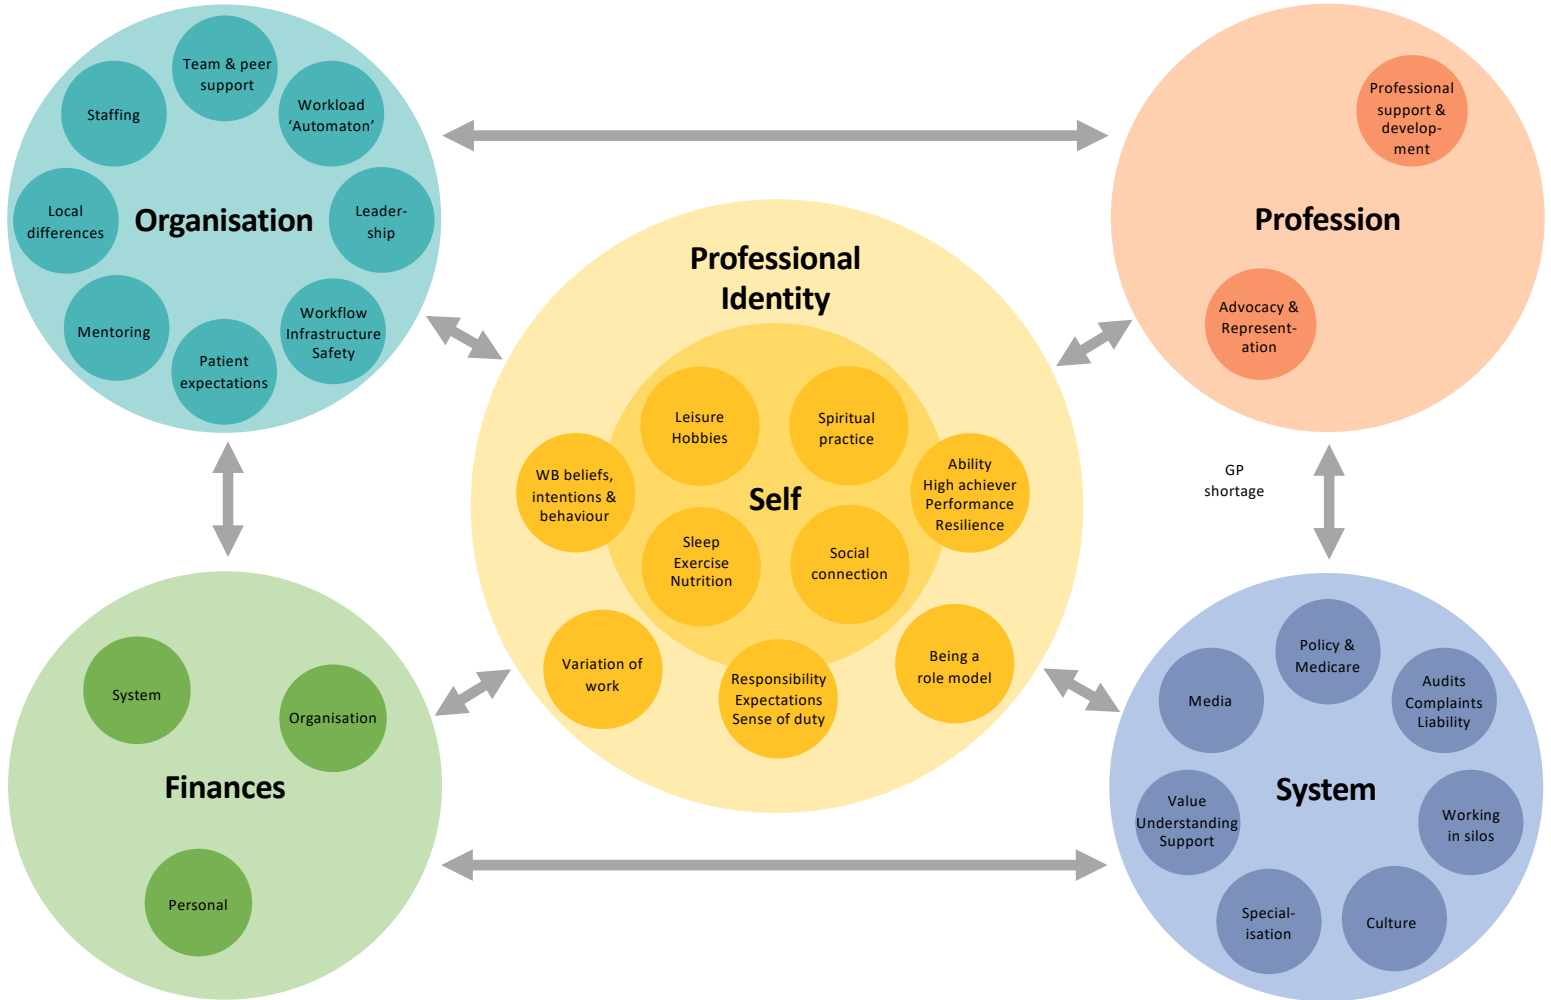 Team & peer
support
Staffing
Workload
‘Automaton’
Local
differences
Organisation
Leader-
ship
Mentoring
Workflow
Infrastructure
Safety
Patient
expectations
Professional
support &
develop-
ment
Profession
Advocacy &
Represent-
ation
Professional
Identity
Leisure
Hobbies
Spiritual
practice
WB beliefs,
intentions &
behaviour
Self
Ability
High achiever
Performance
Resilience
Sleep
Exercise
Nutrition
Social
connection
Variation of
work
Responsibility
Expectations
Sense of duty
Being a
role model
GP
shortage
System
Organisation
Finances
Personal
Policy &
Medicare
Media
Audits
Complaints
Liability
System
Value
Understanding
Support
Working
in silos
Special-
isation
Culture